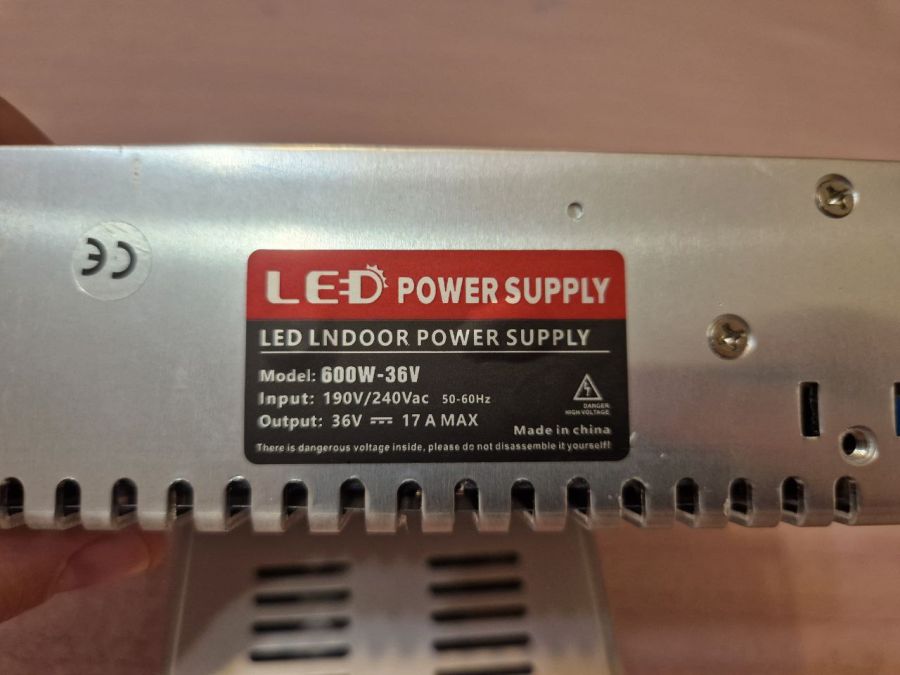 CE
LED POWER SUPPLY
LED LNDOOR POWER SUPPLY
Model: 600W-36V
Input: 190V/240Vac 50-60Hz
Output: 36V 17 A MAX
DANGER
HIGH VOLTAGE
Made in china
There is dangerous voltage inside, please do not disassemble it yourself!